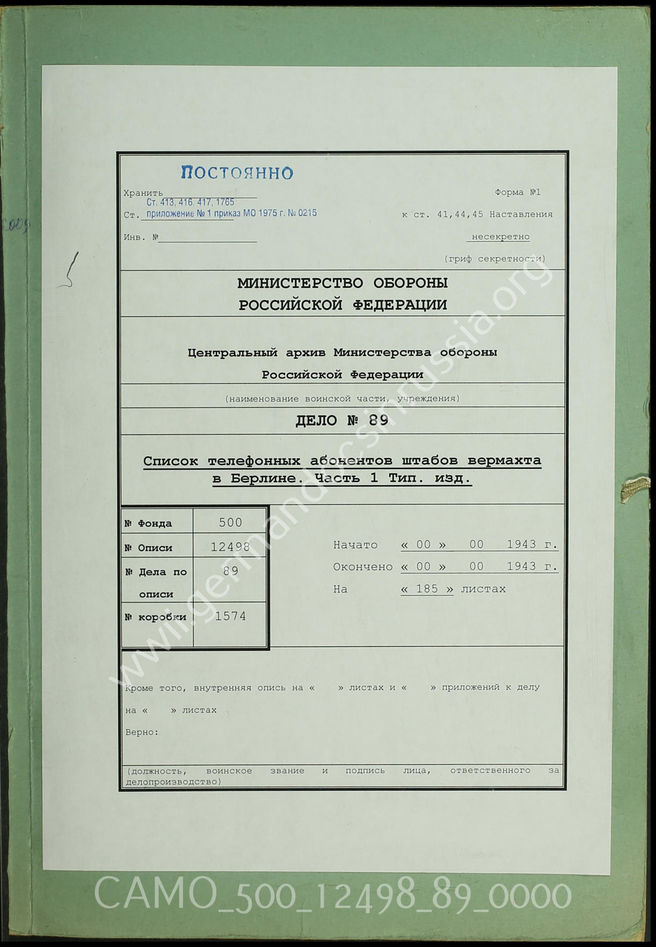 ПОСТОЯННО
Хранить
Ст. 413, 416, 417, 1765
Ст. приложение № 1 приказ МО 1975 г. № 0215
Инв. №
Форма №1
к ст. 41,44,45 Наставления
несекретно
(гриф секретности)
МИНИСТЕРСТВО ОБОРОНЫ
РОССИЙСКОЙ ФЕДЕРАЦИИ
Центральный архив Министерства обороны
Российской Федерации
(наименование воинской части, учреждения)
ДЕЛО № 89
Список телефонных абонентов штабов вермахта
в Берлине. Часть 1 Тип. изд.
№ Фонда 500
№ Описи 12498
№ Дела по 89
описи
№ коробки 1574
Начато « 00 » 00 1943 г.
Окончено « 00 » 00 1943 г.
На « 185 » листах
Кроме того, внутренняя опись на « » листах и « » приложений к делу
на « » листах
Верно:
(должность, воинское звание и подпись лица, ответственного за
делопроизводство)
www.germandocsinrussia.org
CAMO_500_12498_89_0000